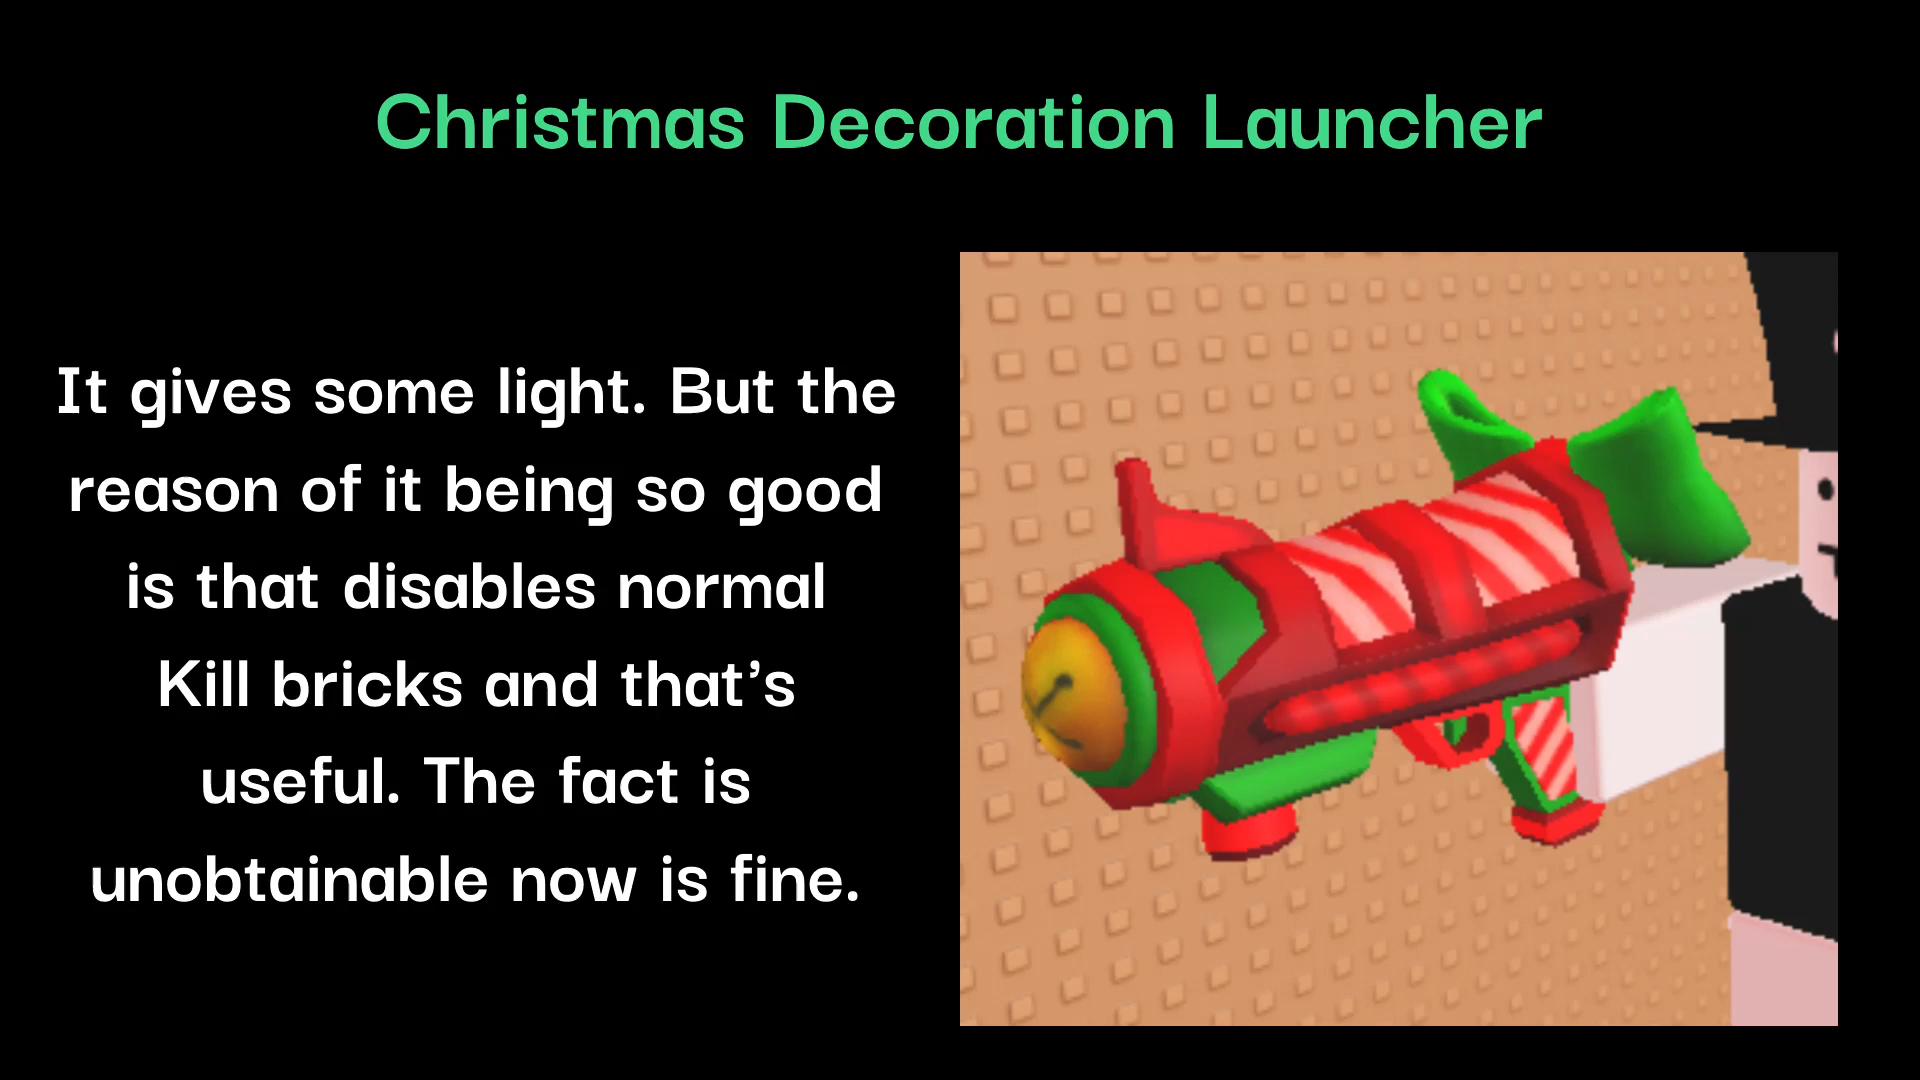 Christmas Decoration Launcher
It gives some light. But the
reason of it being so good
is that disables normal
Kill bricks and that’s
useful. The fact is
unobtainable now is fine.